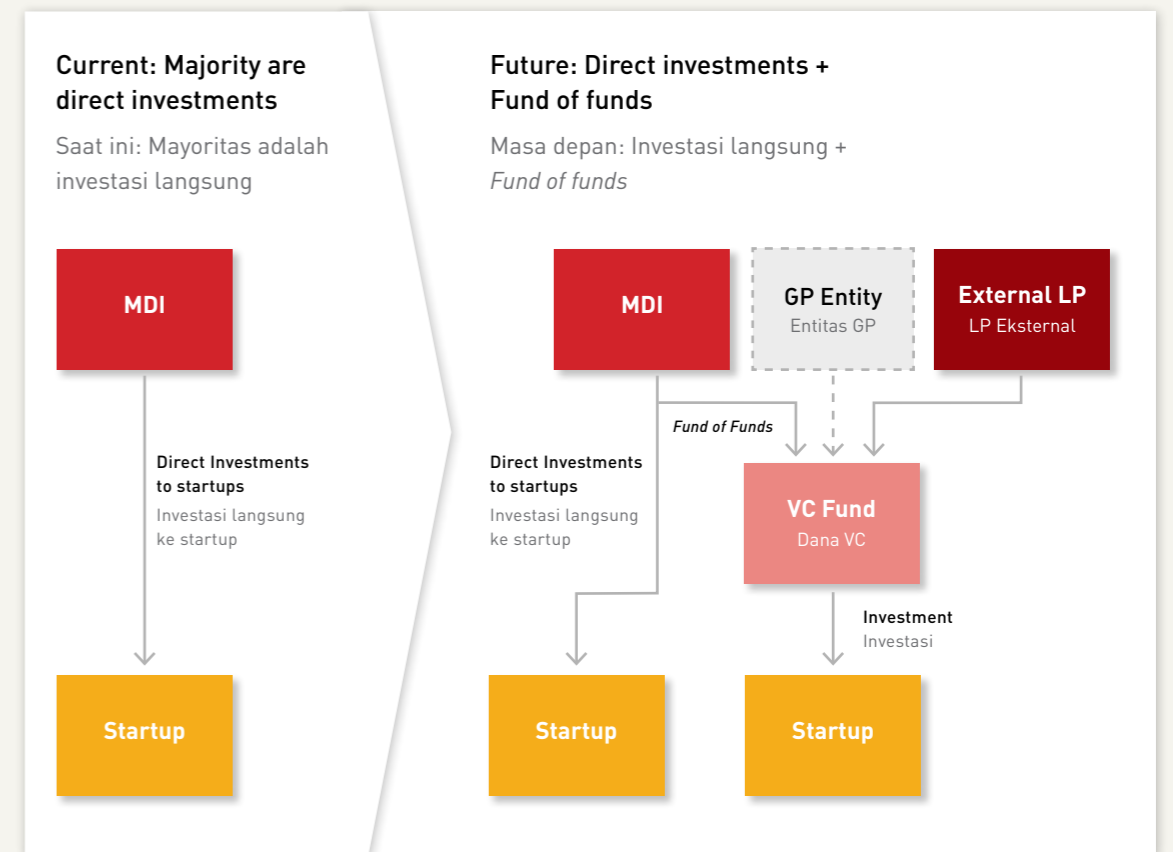 Current: Majority are
direct investments
Saat ini: Mayoritas adalah
investasi langsung
MDI
Direct Investments
to startups
Investasi langsung
ke startup
Startup
Future: Direct investments +
Fund of funds
Masa depan: Investasi langsung +
Fund of funds
MDI
GP Entity
Entitas GP
External LP
LP Eksternal
Fund of Funds
Direct Investments
to startups
Investasi langsung
ke startup
VC Fund
Dana VC
Investment
Investasi
Startup
Startup